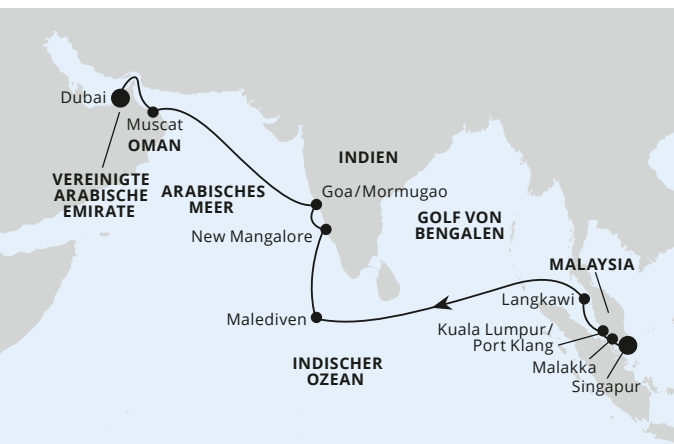 Dubai
Muscat
OMAN
VEREINIGTE
ARABISCHE
EMIRATE
ARABISCHES
MEER
INDIEN
Goa/Mormugao
New Mangalore
GOLF VON
BENGALEN
MALAYSIA
Langkawi
Malediven
Kuala Lumpur/
Port Klang
Malakka
Singapur
INDISCHER
OZEAN